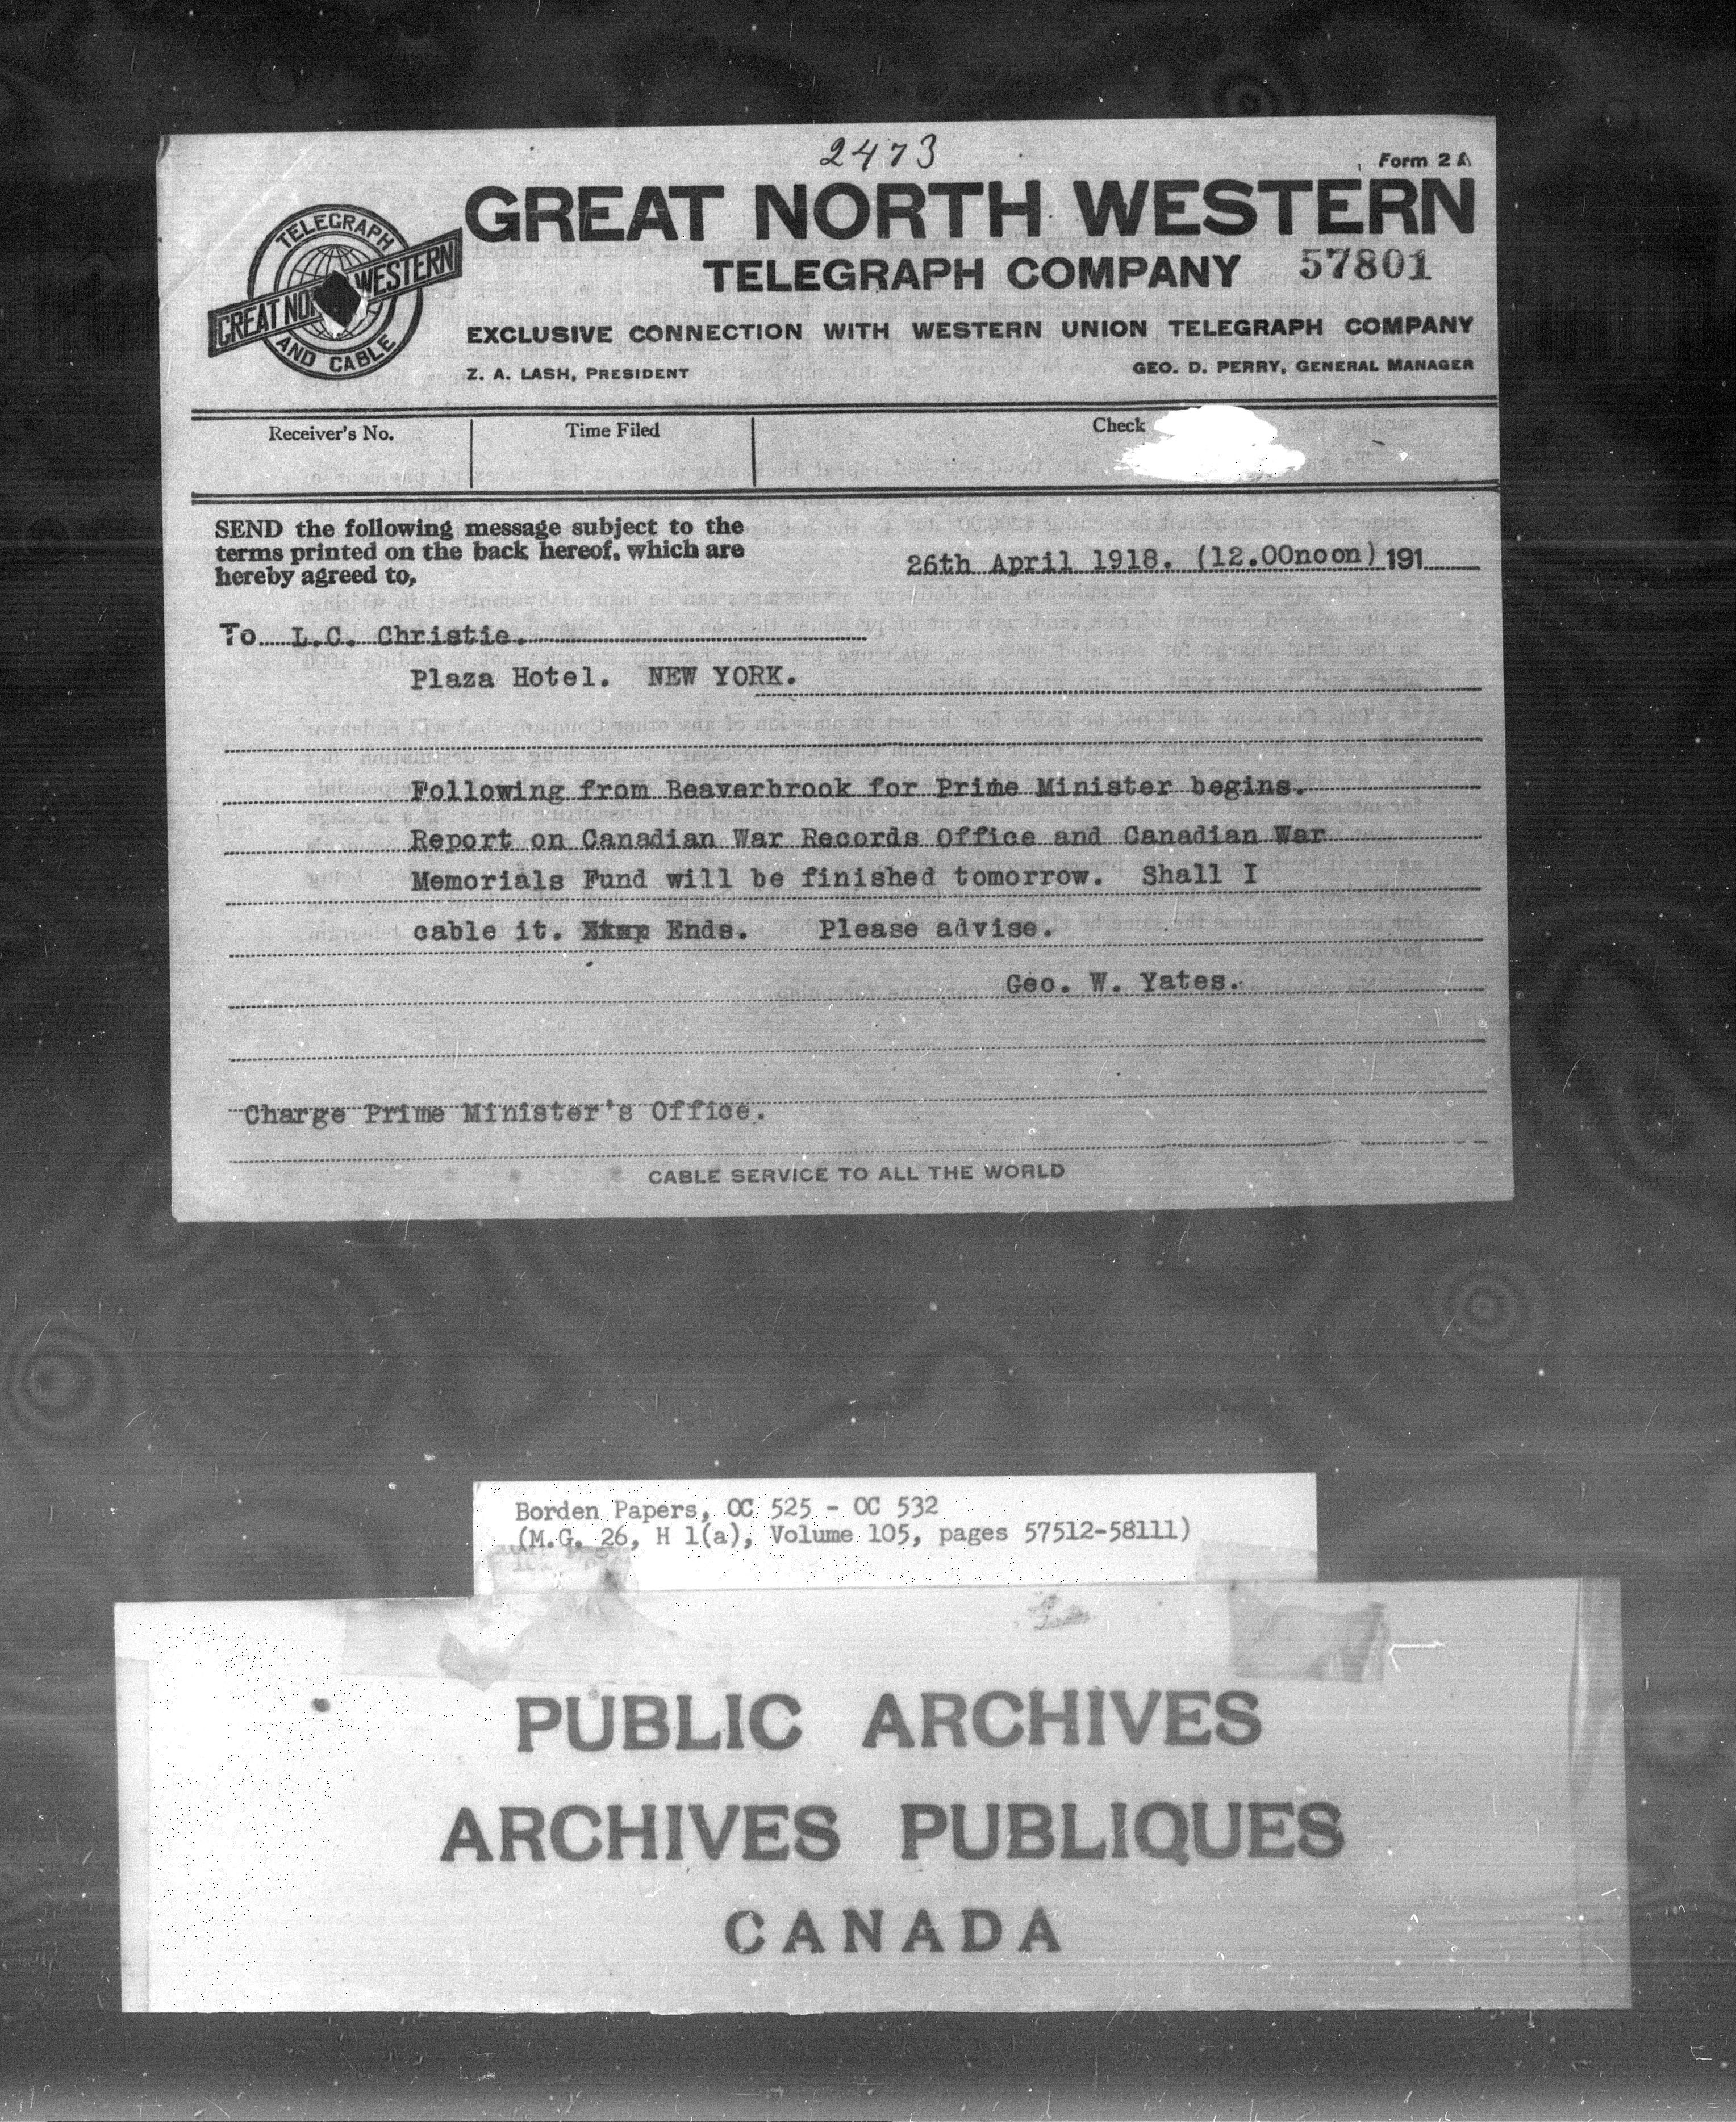 2473
Form 2 A
GREAT NORTH WESTERN
TELEGRAPH COMPANY 57801
TELEGRAPH
GREAT NOR WESTERN
AND CABLE
EXCLUSIVE CONNECTION WITH WESTERN UNION TELEGRAPH COMPANY
Z. A. LASH, PRESIDENT GEO. D. PERRY, GENERAL MANAGER
Receiver's No. Time Filed Check
SEND the following message subject to the
terms printed on the back hereof, which are
hereby agreed to,
26th April 1918. (12.00noon) 191
To L.C. Christie.
Plaza Hotel. NEW YORK.
Following from Beaverbrook for Prime Minister begins.
Report on Canadian War Records Office and Canadian War
Memorials Fund will be finished tomorrow. Shall I
cable it. Ends. Please advise.
Geo. W. Yates.
Charge Prime Minister's Office.
CABLE SERVICE TO ALL THE WORLD
Borden Papers, OC 525 - OC 532
(M.G. 26, H 1(a), Volume 105, pages 57512-58111)
PUBLIC ARCHIVES
ARCHIVES PUBLIQUES
CANADA